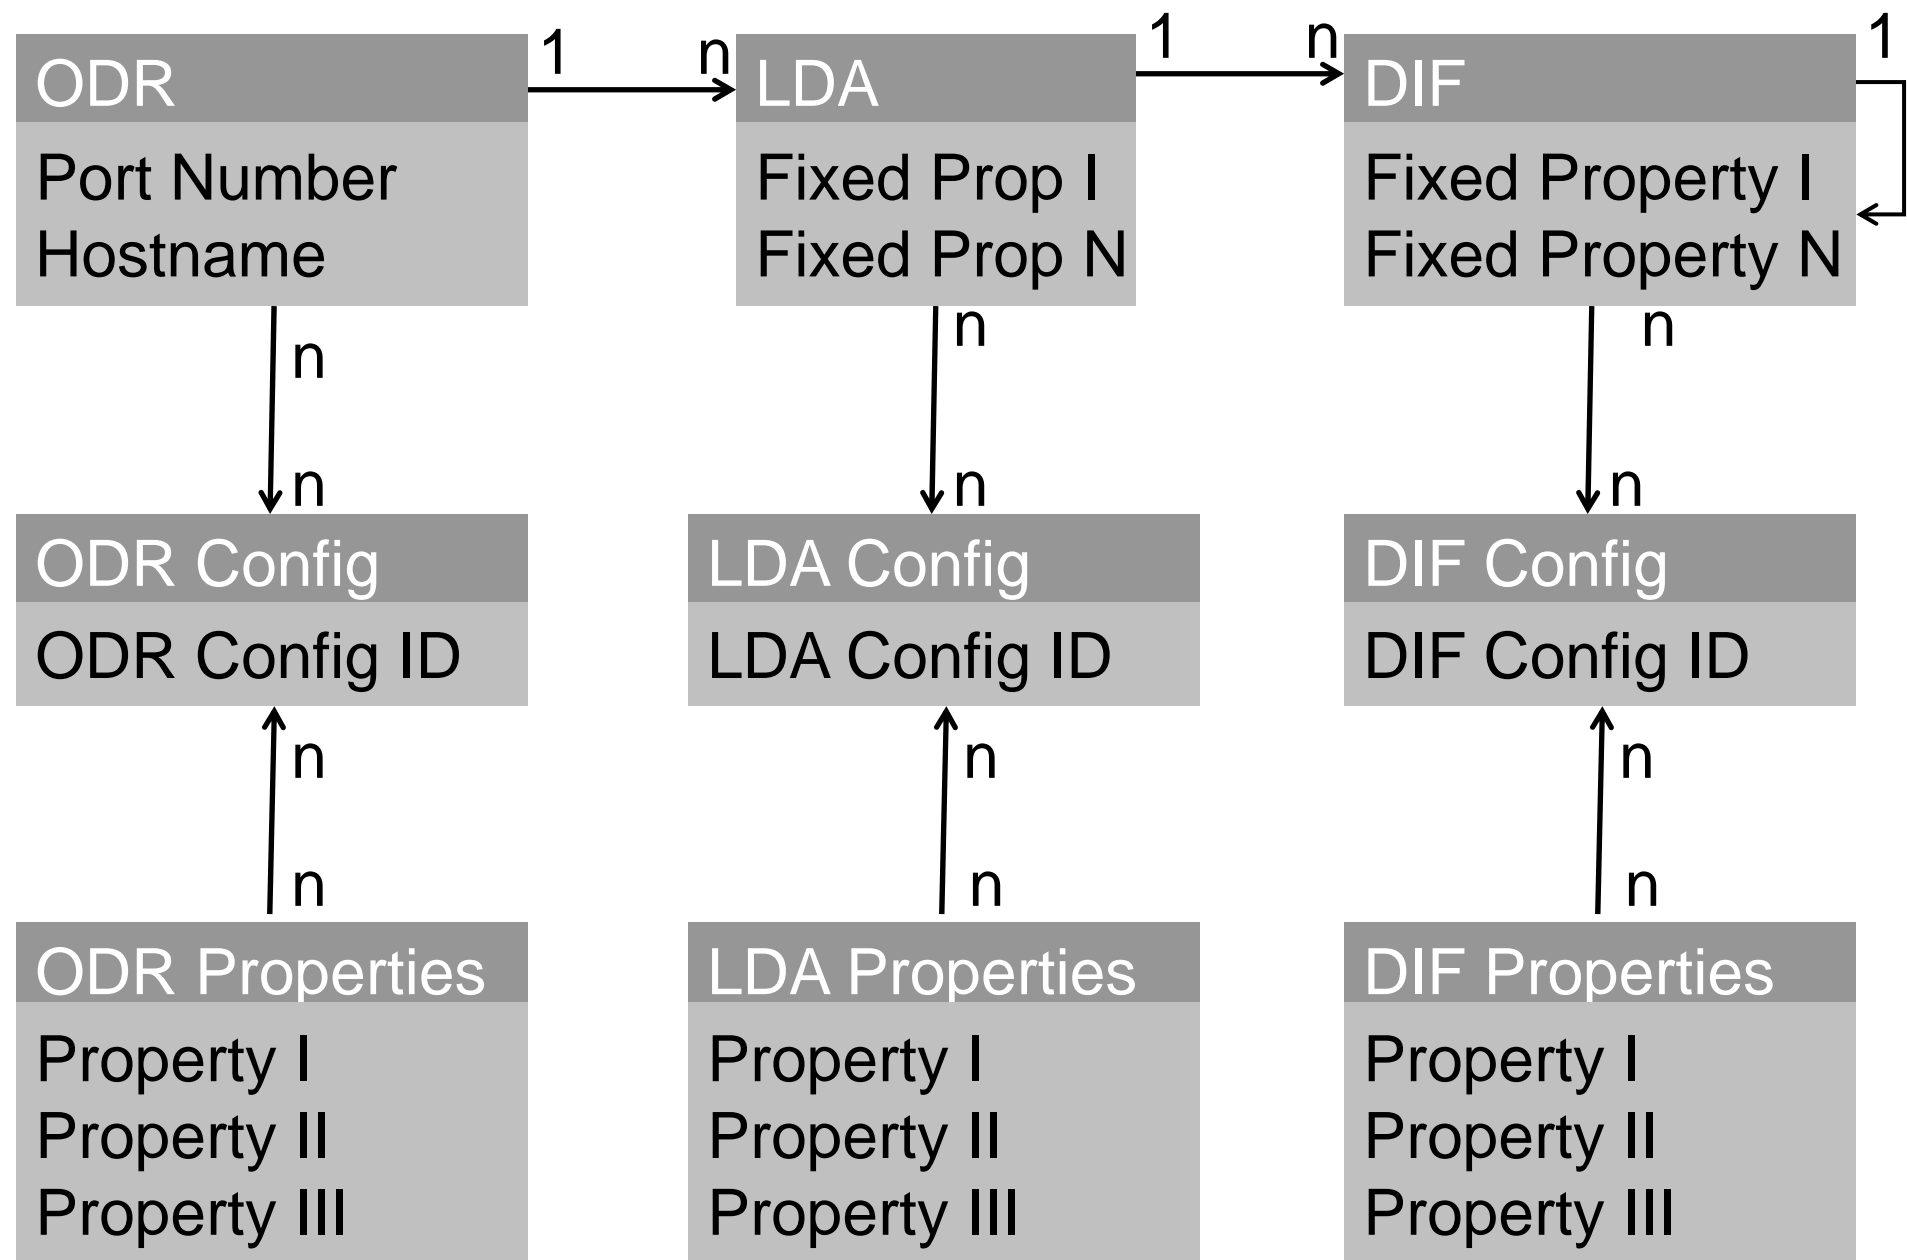 1
n
1
n
1
ODR
LDA
DIF
Port Number
Hostname
Fixed Prop I
Fixed Prop N
Fixed Property I
Fixed Property N
n
n
n
n
n
n
ODR Config
LDA Config
DIF Config
ODR Config ID
LDA Config ID
DIF Config ID
n
n
n
n
n
n
ODR Properties
LDA Properties
DIF Properties
Property I
Property II
Property III
Property I
Property II
Property III
Property I
Property II
Property III